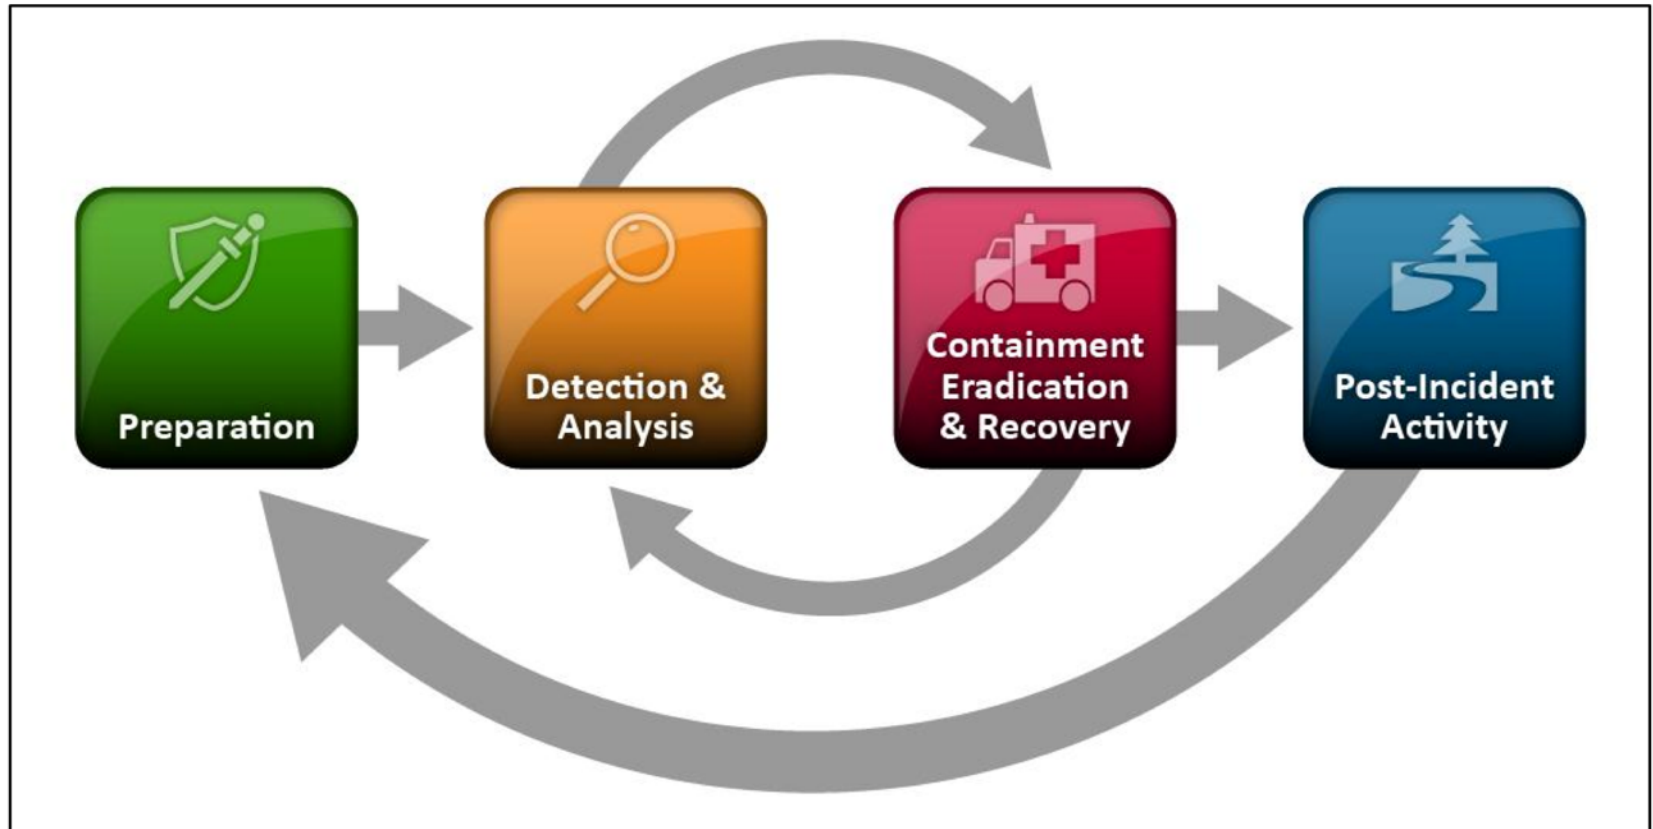 Preparation
Detection &
Analysis
Containment
Eradication
& Recovery
Post-Incident
Activity